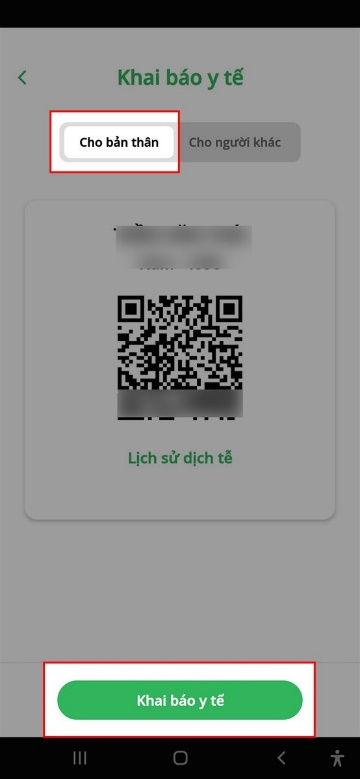 Khai báo y tế
Cho bản thân
Cho người khác
Lịch sử dịch tễ
Khai báo y tế